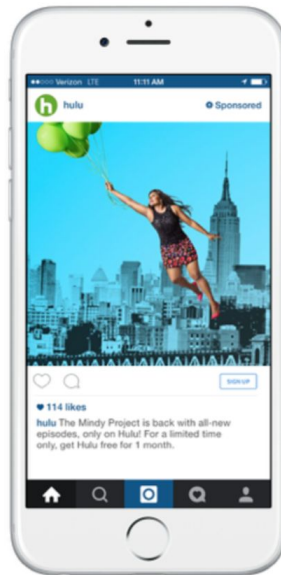 Verizon LTE 11:11 AM
h hulu Sponsored
SIGN UP
114 likes
hulu The Mindy Project is back with all-new
episodes, only on Hulu! For a limited time
only, get Hulu free for 1 month.